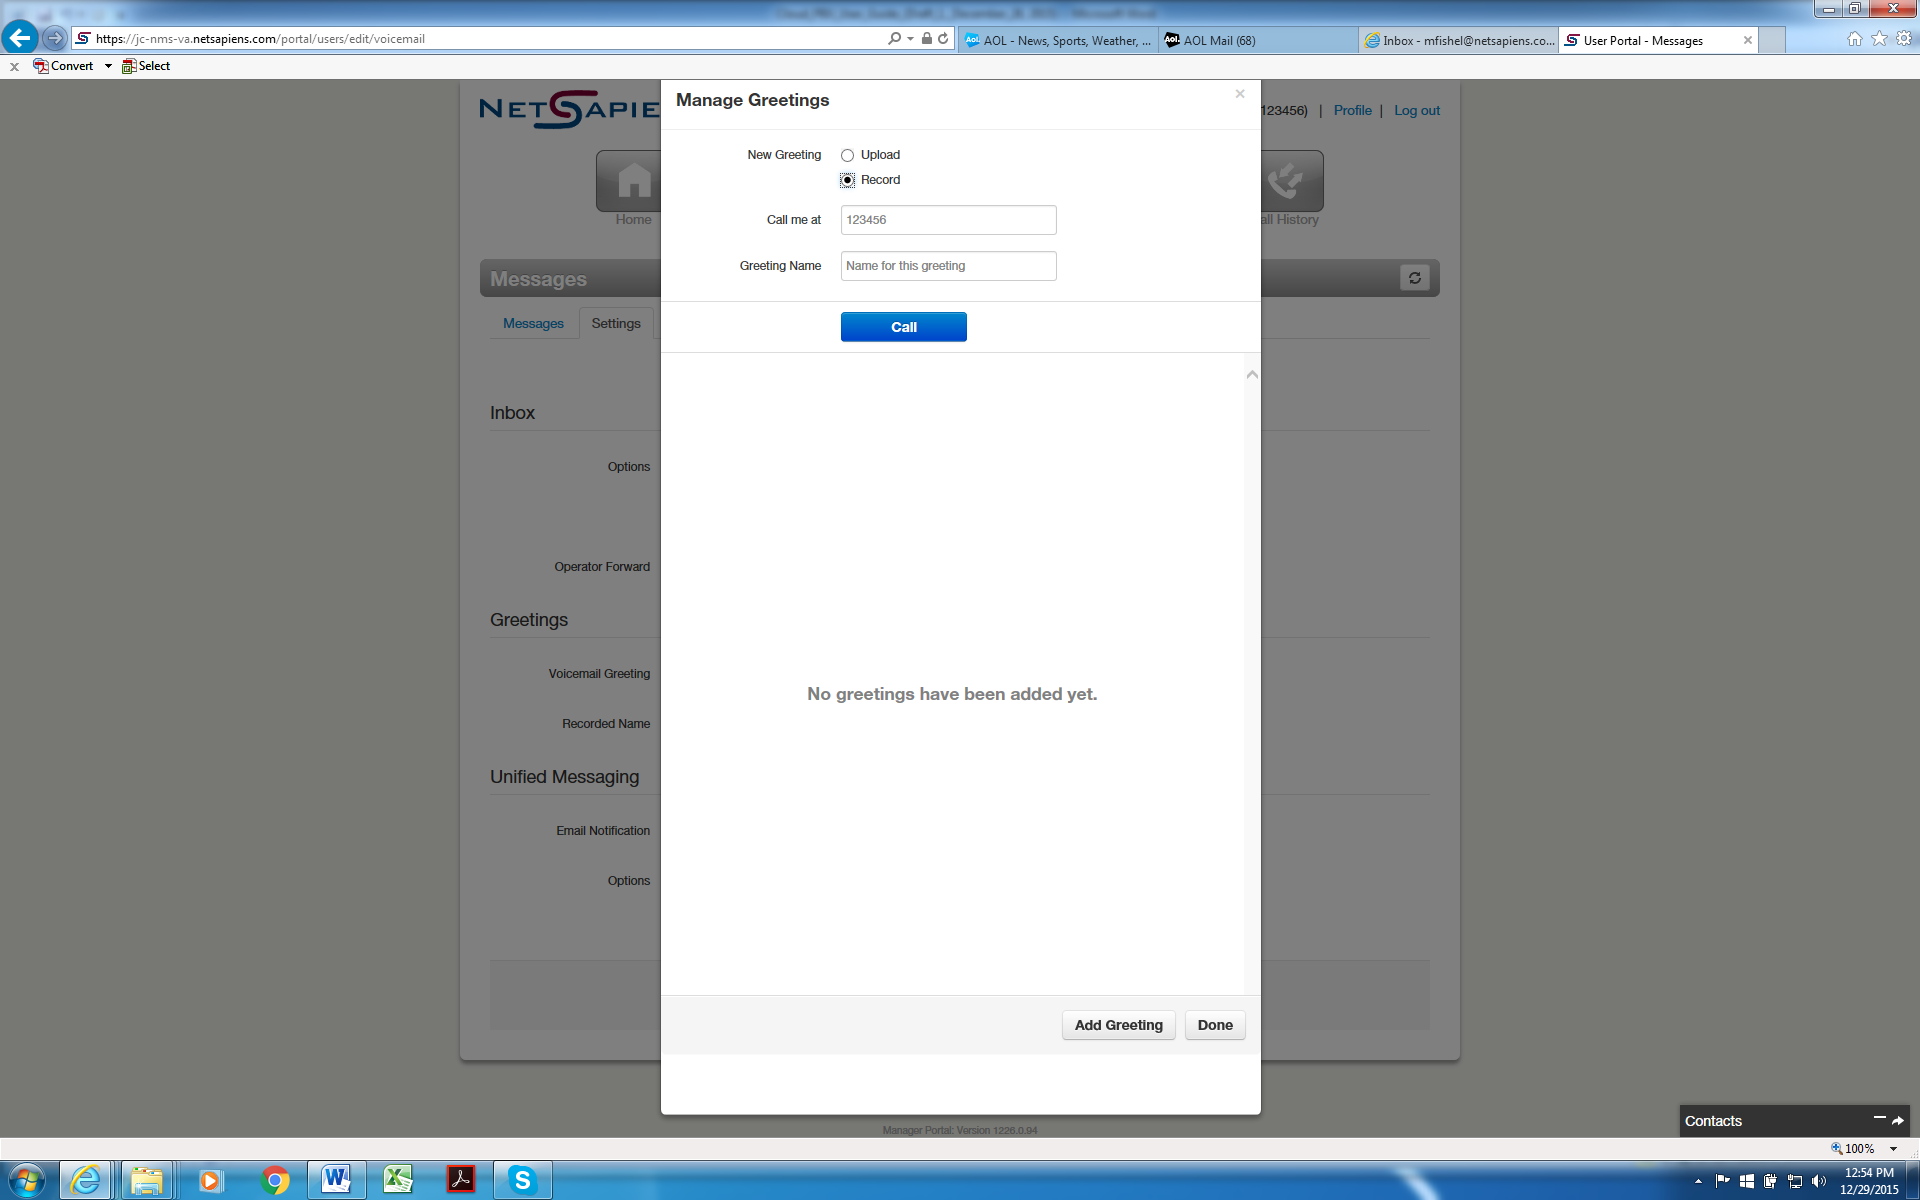 https://jc-nms-va.netsapiens.com/portal/users/edit/voicemail
AOL - News, Sports, Weather, ...
AOL Mail (68)
Inbox - mfishel@netsapiens.co...
User Portal - Messages
x Convert Select
NETSAPIE
Manage Greetings
123456) | Profile | Log out
New Greeting
Upload
Record
Home
all History
Call me at
123456
Greeting Name
Name for this greeting
Messages
Messages
Settings
Call
Inbox
Options
Operator Forward
Greetings
Voicemail Greeting
No greetings have been added yet.
Recorded Name
Unified Messaging
Email Notification
Options
Add Greeting
Done
Contacts
Manager Portal: Version 1226.0.94
100%
12:54 PM
12/29/2015